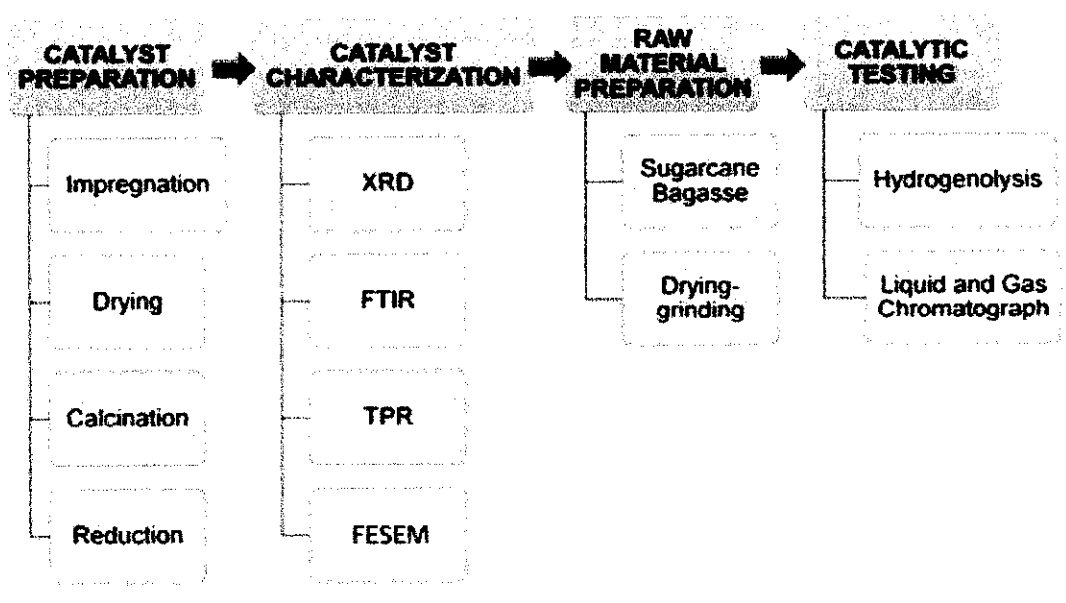 CATALYST
PREPARATION
CATALYST
CHARACTERIZATION
RAW
MATERIAL
PREPARATION
CATALYTIC
TESTING
Impregnation
Drying
Calcination
Reduction
XRD
FTIR
TPR
FESEM
Sugarcane
Bagasse
Drying-
grinding
Hydrogenolysis
Liquid and Gas
Chromatograph